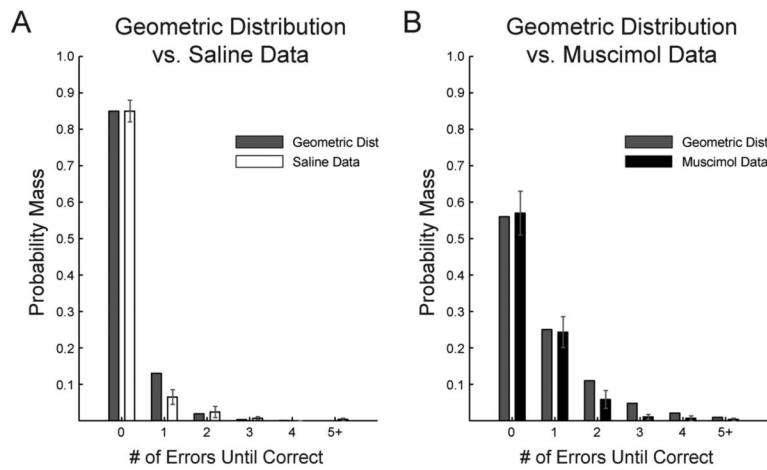 A
Geometric Distribution
vs. Saline Data
1.0
0.9
0.8
0.7
0.6
0.5
0.4
0.3
0.2
0.1
Probability Mass
Geometric Dist
Saline Data
0 1 2 3 4 5+
# of Errors Until Correct
B
Geometric Distribution
vs. Muscimol Data
1.0
0.9
0.8
0.7
0.6
0.5
0.4
0.3
0.2
0.1
Probability Mass
Geometric Dist
Muscimol Data
0 1 2 3 4 5+
# of Errors Until Correct